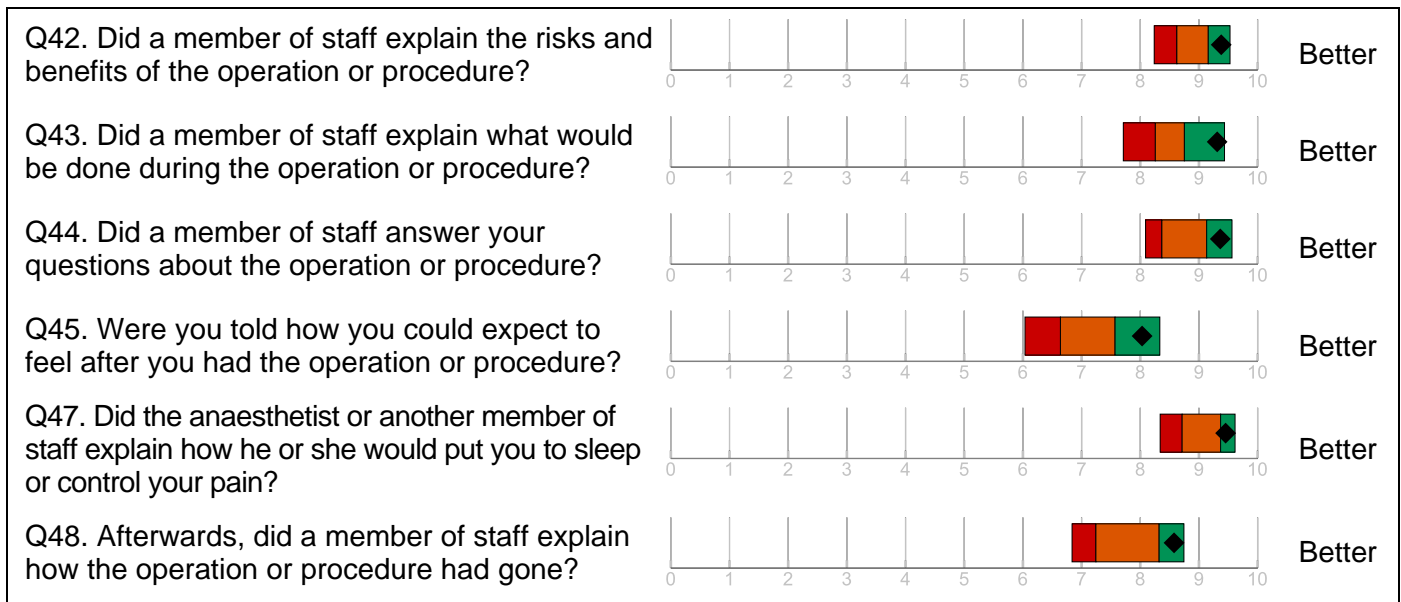 Q42. Did a member of staff explain the risks and
benefits of the operation or procedure?
0 1 2 3 4 5 6 7 8 9 10
Better
Q43. Did a member of staff explain what would
be done during the operation or procedure?
0 1 2 3 4 5 6 7 8 9 10
Better
Q44. Did a member of staff answer your
questions about the operation or procedure?
0 1 2 3 4 5 6 7 8 9 10
Better
Q45. Were you told how you could expect to
feel after you had the operation or procedure?
0 1 2 3 4 5 6 7 8 9 10
Better
Q47. Did the anaesthetist or another member of
staff explain how he or she would put you to sleep
or control your pain?
0 1 2 3 4 5 6 7 8 9 10
Better
Q48. Afterwards, did a member of staff explain
how the operation or procedure had gone?
0 1 2 3 4 5 6 7 8 9 10
Better